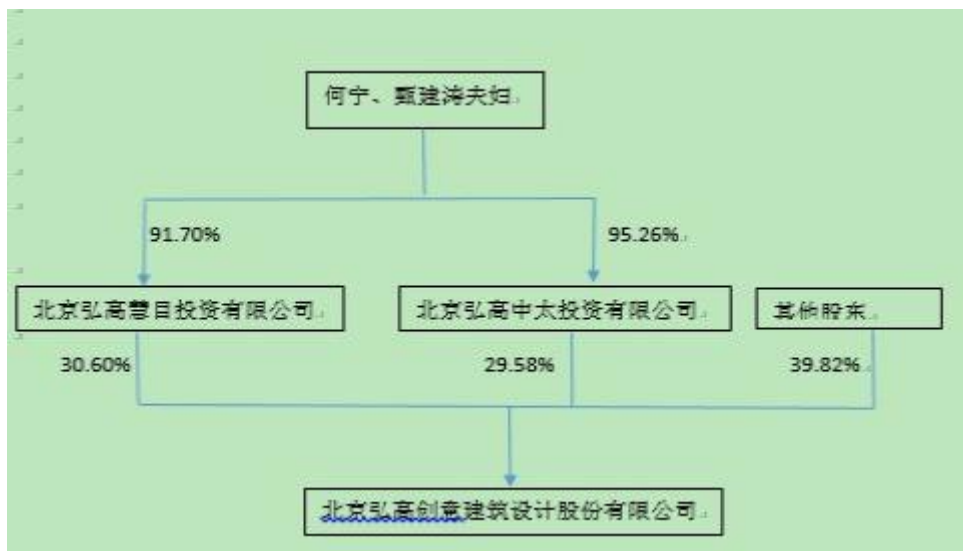 何宁、甄建涛夫妇
91.70%
95.26%
北京弘高慧目投资有限公司
北京弘高中太投资有限公司
其他股东
30.60%
29.58%
39.82%
北京弘高创意建筑设计股份有限公司